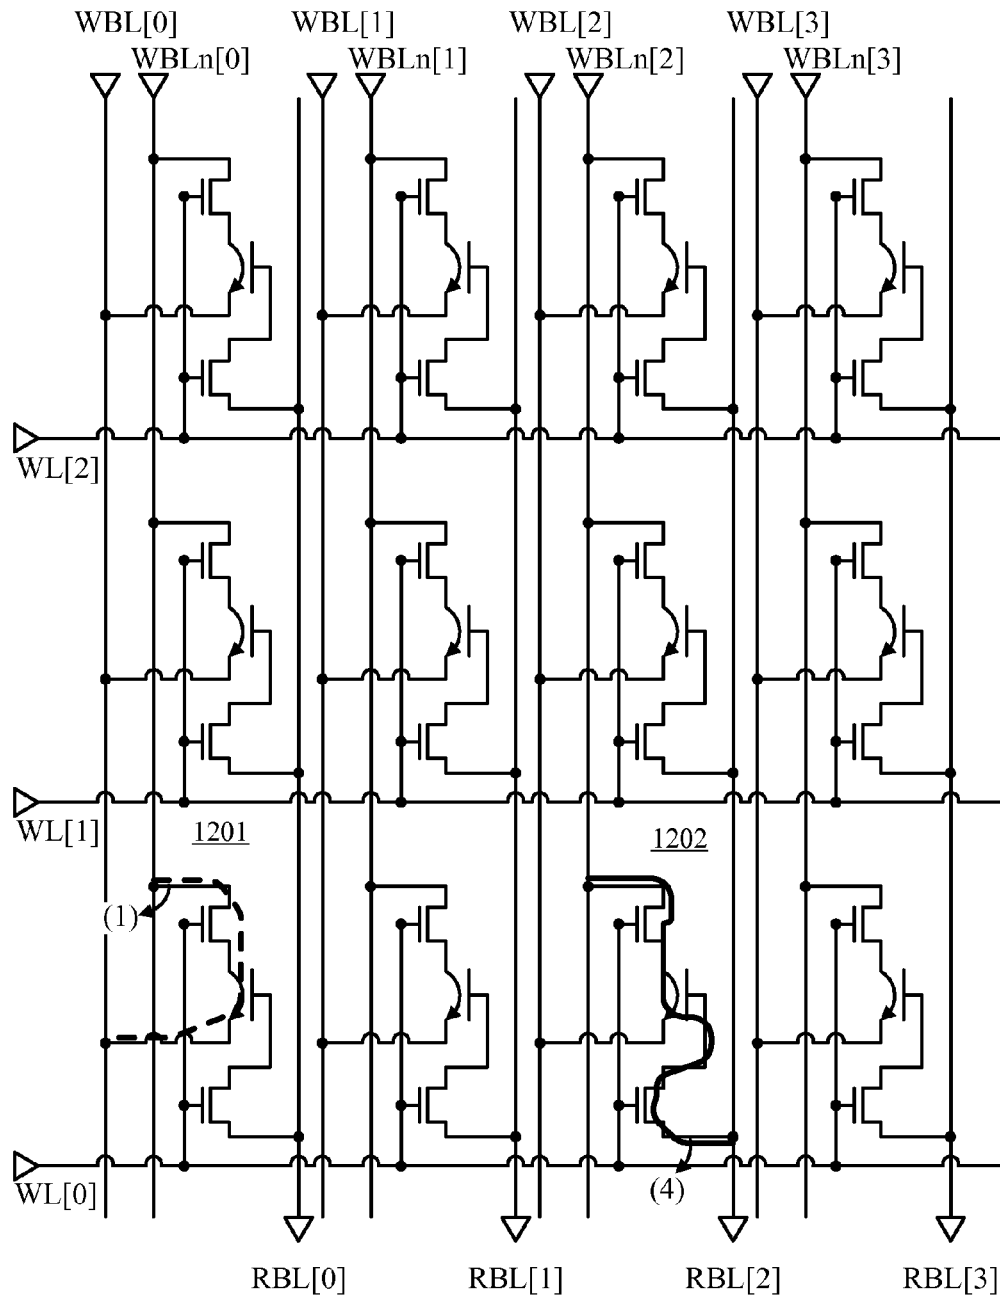 WBL[0] WBL[1] WBL[2] WBL[3]
WBLn[0] WBLn[1] WBLn[2] WBLn[3]
WL[2]
WL[1]
1201 1202
(1)
(4)
WL[0]
RBL[0] RBL[1] RBL[2] RBL[3]